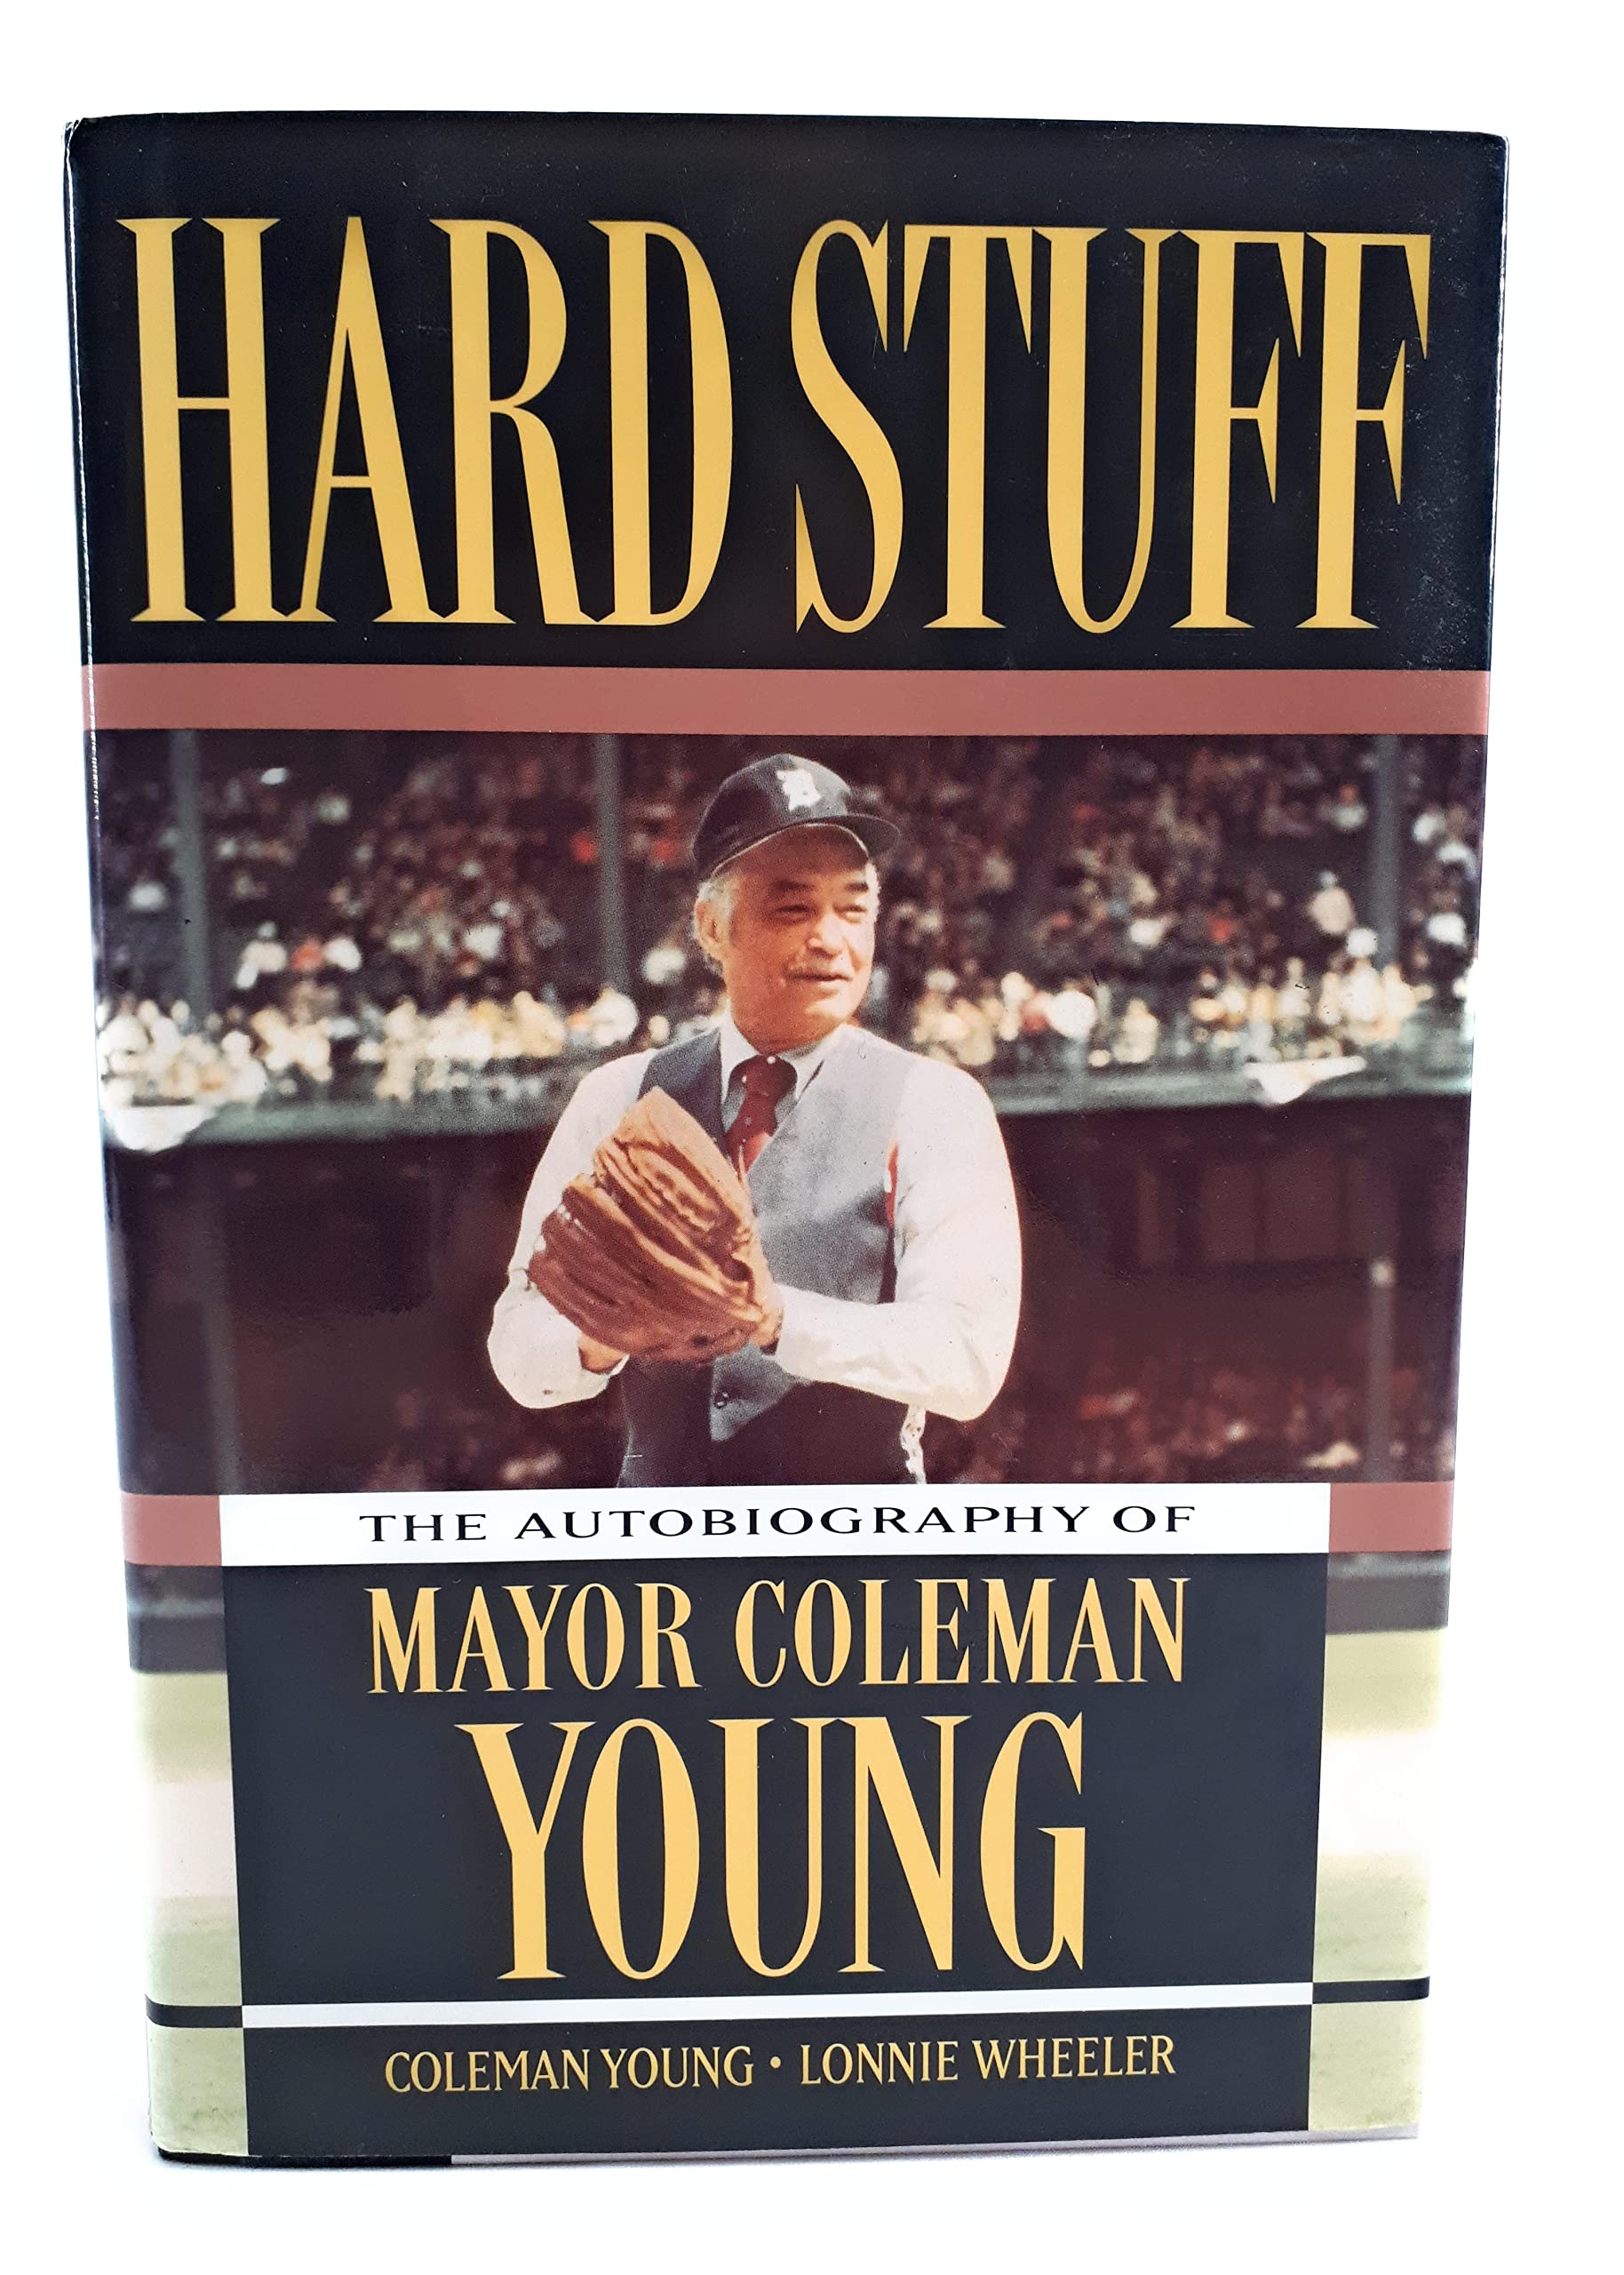 HARD STUFF
D
THE AUTOBIOGRAPHY OF
MAYOR COLEMAN
YOUNG
COLEMAN YOUNG • LONNIE WHEELER